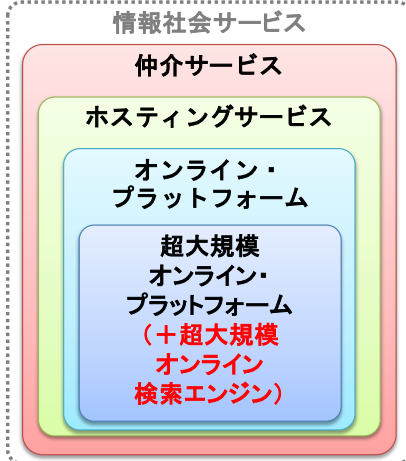 情報社会サービス
仲介サービス
ホスティングサービス
オンライン・
プラットフォーム
超大規模
オンライン・
プラットフォーム
（＋超大規模
オンライン
検索エンジン）